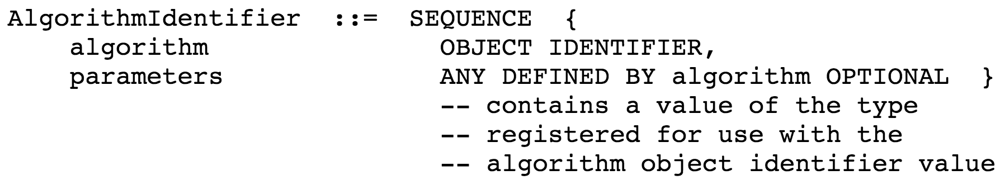 AlgorithmIdentifier  ::=  SEQUENCE  {
    algorithm               OBJECT IDENTIFIER,
    parameters              ANY DEFINED BY algorithm OPTIONAL  }
                            -- contains a value of the type
                            -- registered for use with the
                            -- algorithm object identifier value